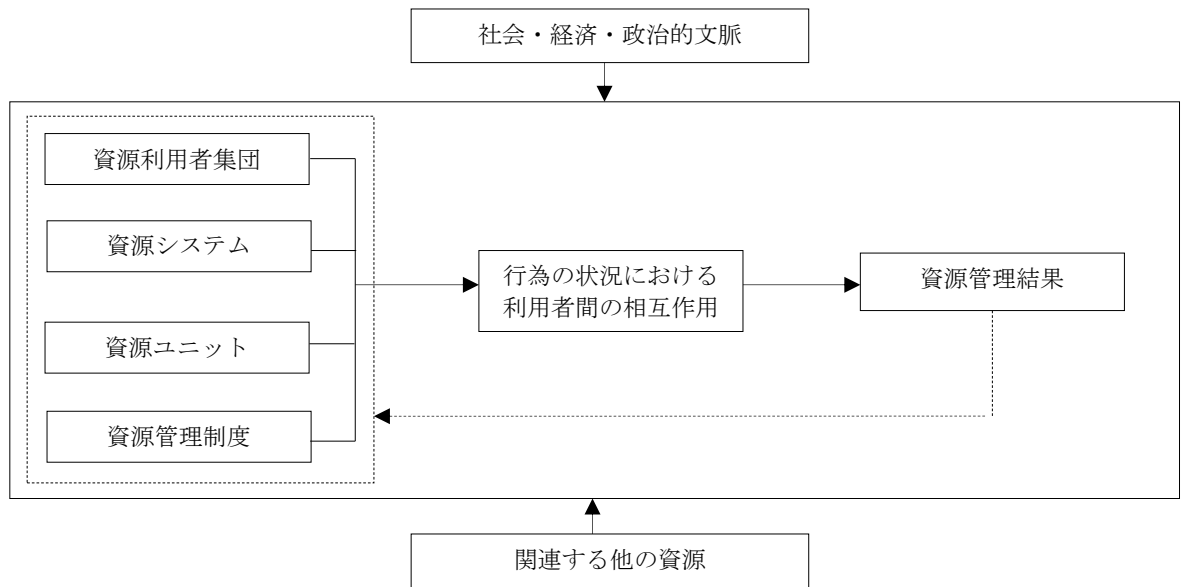 社会・経済・政治的文脈
資源利用者集団
資源システム
資源ユニット
資源管理制度
行為の状況における
利用者間の相互作用
資源管理結果
関連する他の資源